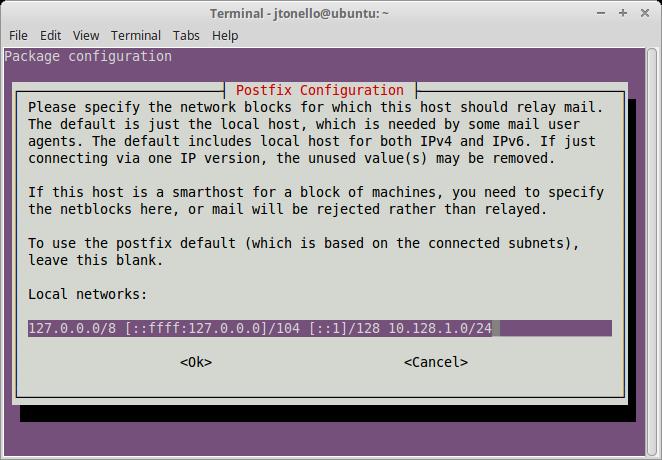 Terminal - jtonello@ubuntu: ~
File Edit View Terminal Tabs Help
Package configuration
Postfix Configuration
Please specify the network blocks for which this host should relay mail.
The default is just the local host, which is needed by some mail user
agents. The default includes local host for both IPv4 and IPv6. If just
connecting via one IP version, the unused value(s) may be removed.
If this host is a smarthost for a block of machines, you need to specify
the netblocks here, or mail will be rejected rather than relayed.
To use the postfix default (which is based on the connected subnets),
leave this blank.
Local networks:
127.0.0.0/8 [::ffff:127.0.0.0]/104 [::1]/128 10.128.1.0/24
<Ok> <Cancel>